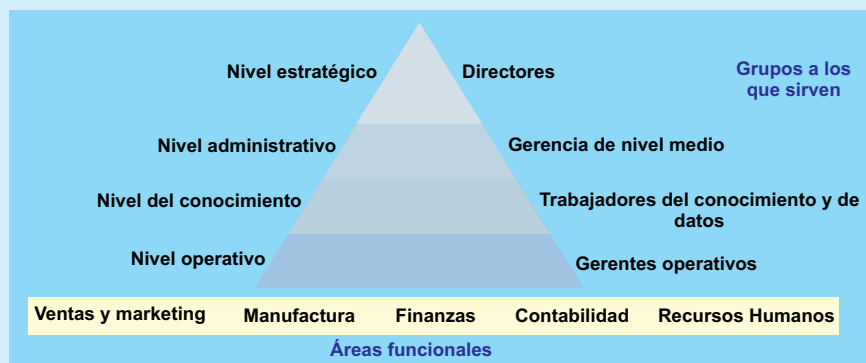 Nivel estratégico Directores Grupos a los
que sirven
Nivel administrativo Gerencia de nivel medio
Nivel del conocimiento Trabajadores del conocimiento y de
datos
Nivel operativo Gerentes operativos
Ventas y marketing Manufactura Finanzas Contabilidad Recursos Humanos
Áreas funcionales